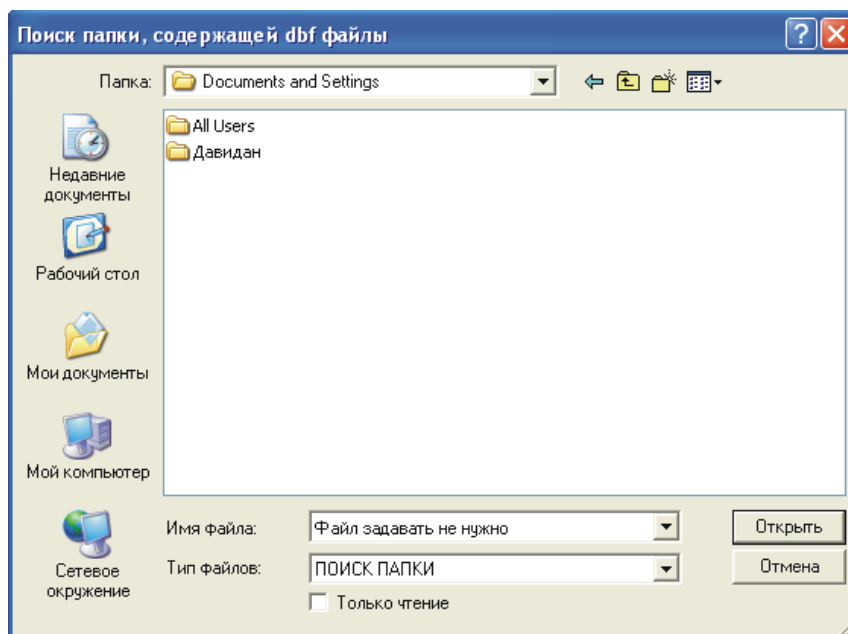 Поиск папки, содержащей dbf файлы
Папка: Documents and Settings
All Users
Давидан
Недавние
документы
Рабочий стол
Мои документы
Мой компьютер
Сетевое
окружение
Имя файла: Файл задавать не нужно Открыть
Тип файлов: ПОИСК ПАПКИ Отмена
Только чтение